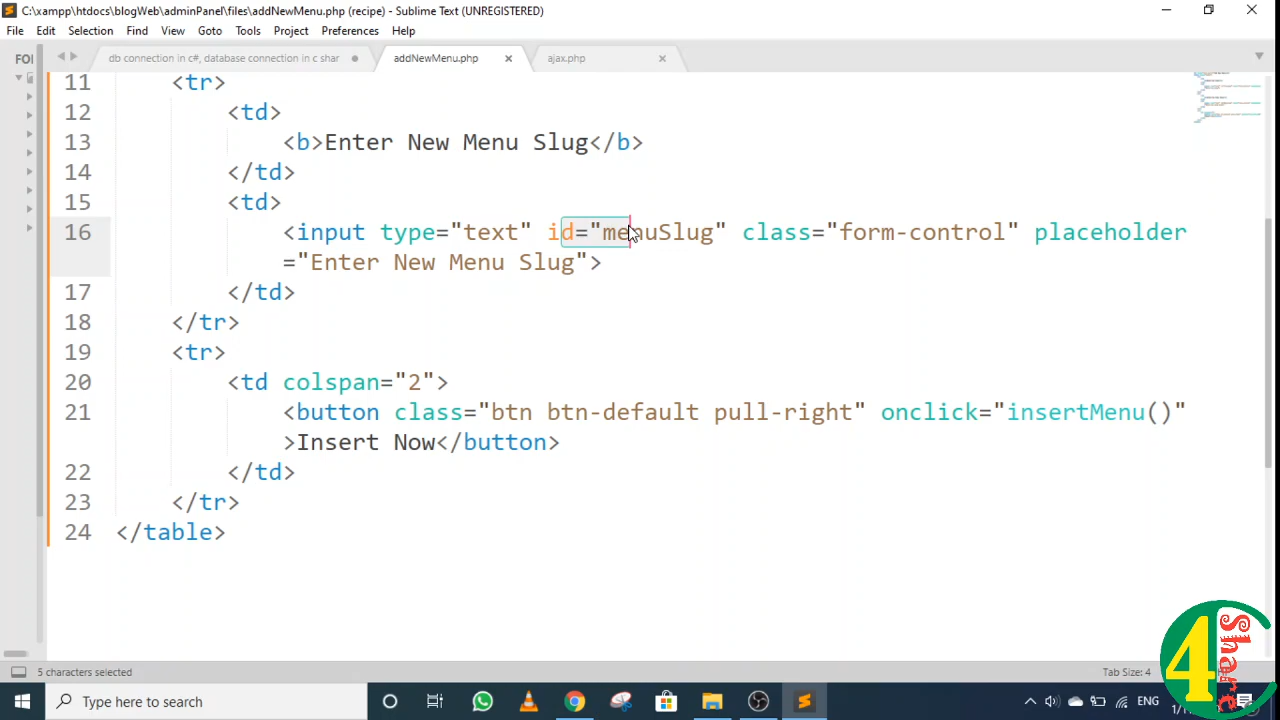 C:\xampp\htdocs\blogWeb\adminPanel\files\addNewMenu.php (recipe) - Sublime Text (UNREGISTERED)
File Edit Selection Find View Goto Tools Project Preferences Help
FOI
db connection in c#, database connection in c shar
addNewMenu.php
ajax.php
11 <tr>
12 <td>
13 <b>Enter New Menu Slug</b>
14 </td>
15 <td>
16 <input type="text" id="menuSlug" class="form-control" placeholder
="Enter New Menu Slug">
17 </td>
18 </tr>
19 <tr>
20 <td colspan="2">
21 <button class="btn btn-default pull-right" onclick="insertMenu()"
>Insert Now</button>
22 </td>
23 </tr>
24 </table>
5 characters selected
Tab Size: 4
4
Share
Type here to search
ENG